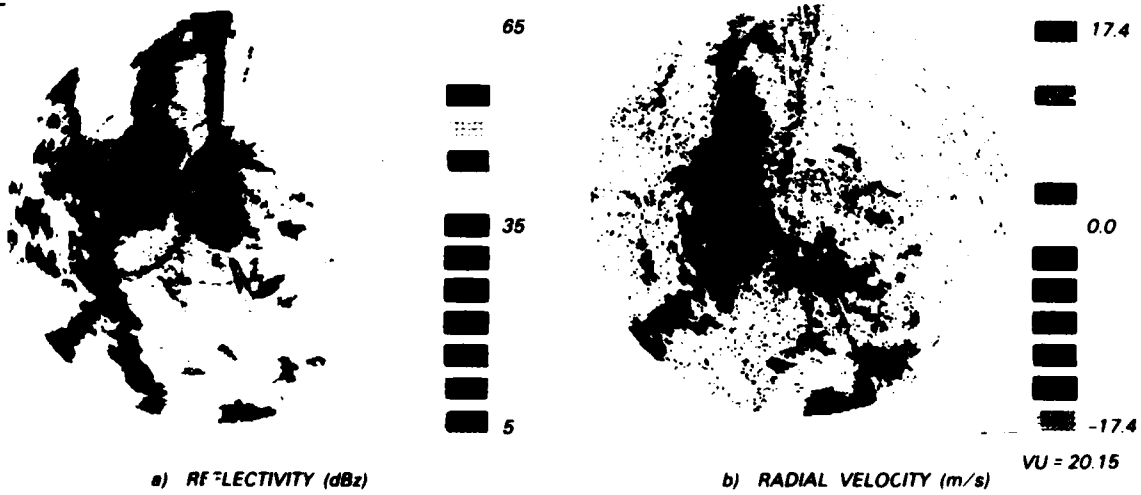 65
35
5
a) REFLECTIVITY (dBz)
17.4
0.0
-17.4
VU = 20.15
b) RADIAL VELOCITY (m/s)